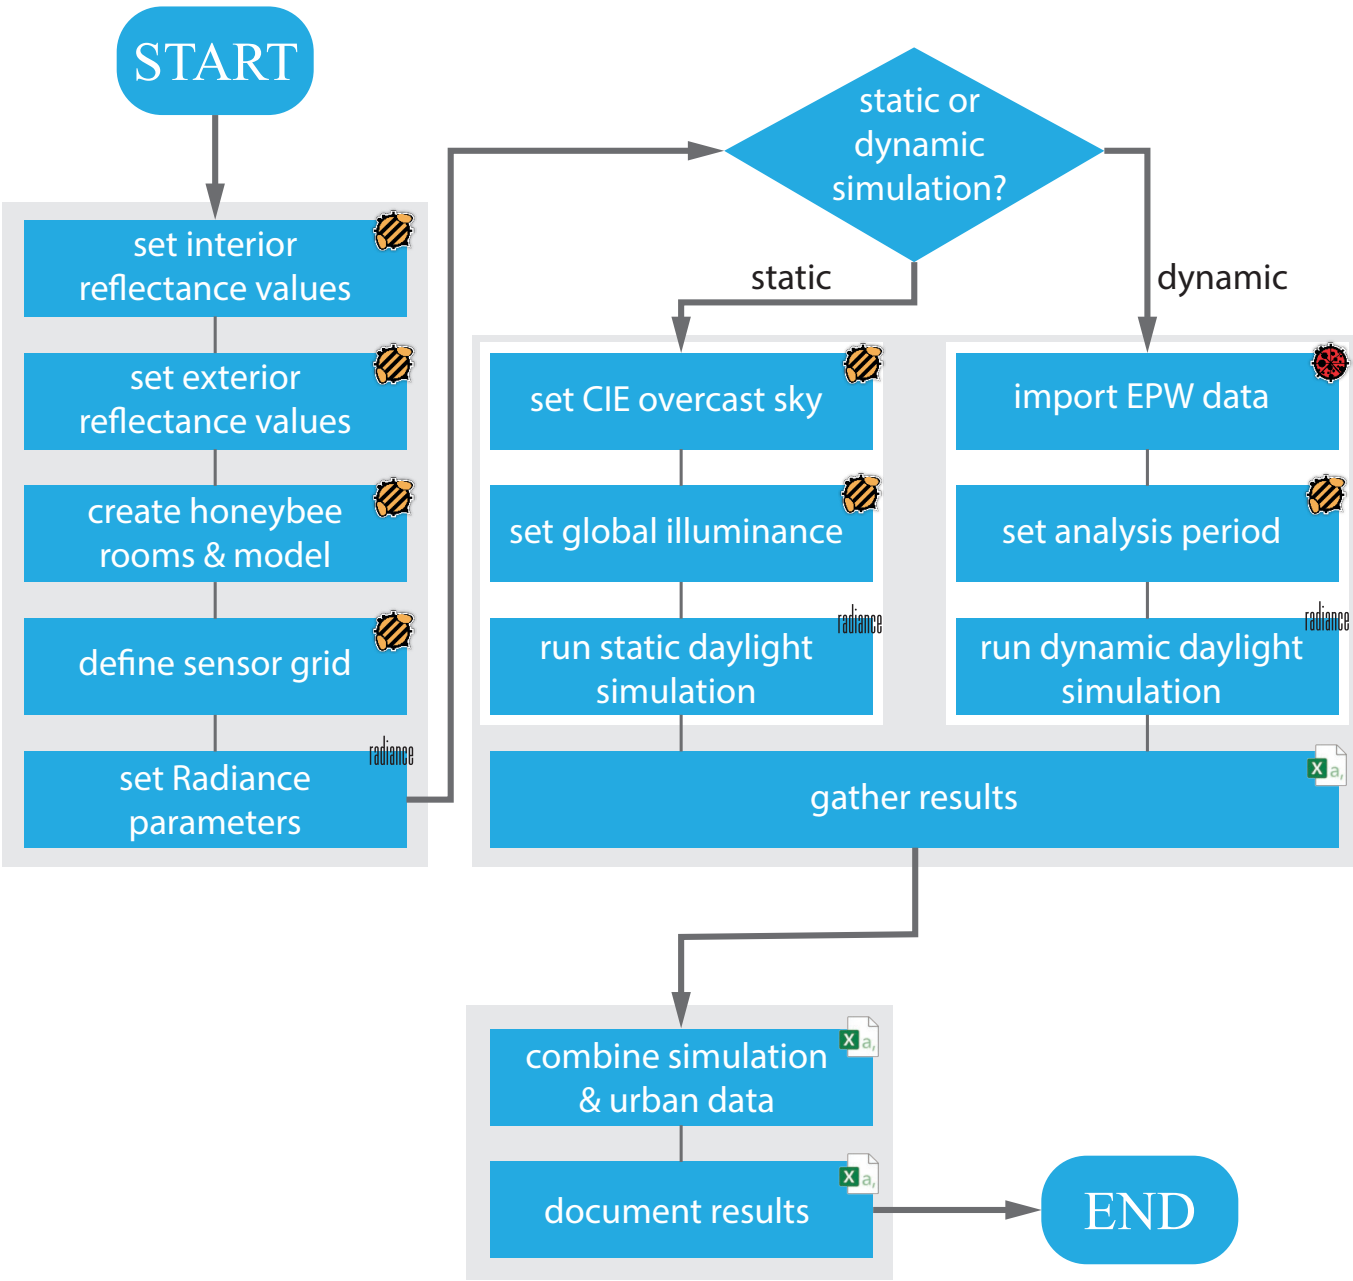 START
set interior
reflectance values
set exterior
reflectance values
create honeybee
rooms & model
define sensor grid
radiance
set Radiance
parameters
static or
dynamic
simulation?
static
dynamic
set CIE overcast sky
set global illuminance
radiance
run static daylight
simulation
import EPW data
set analysis period
radiance
run dynamic daylight
simulation
X a,
gather results
X a,
combine simulation
& urban data
X a,
document results
END